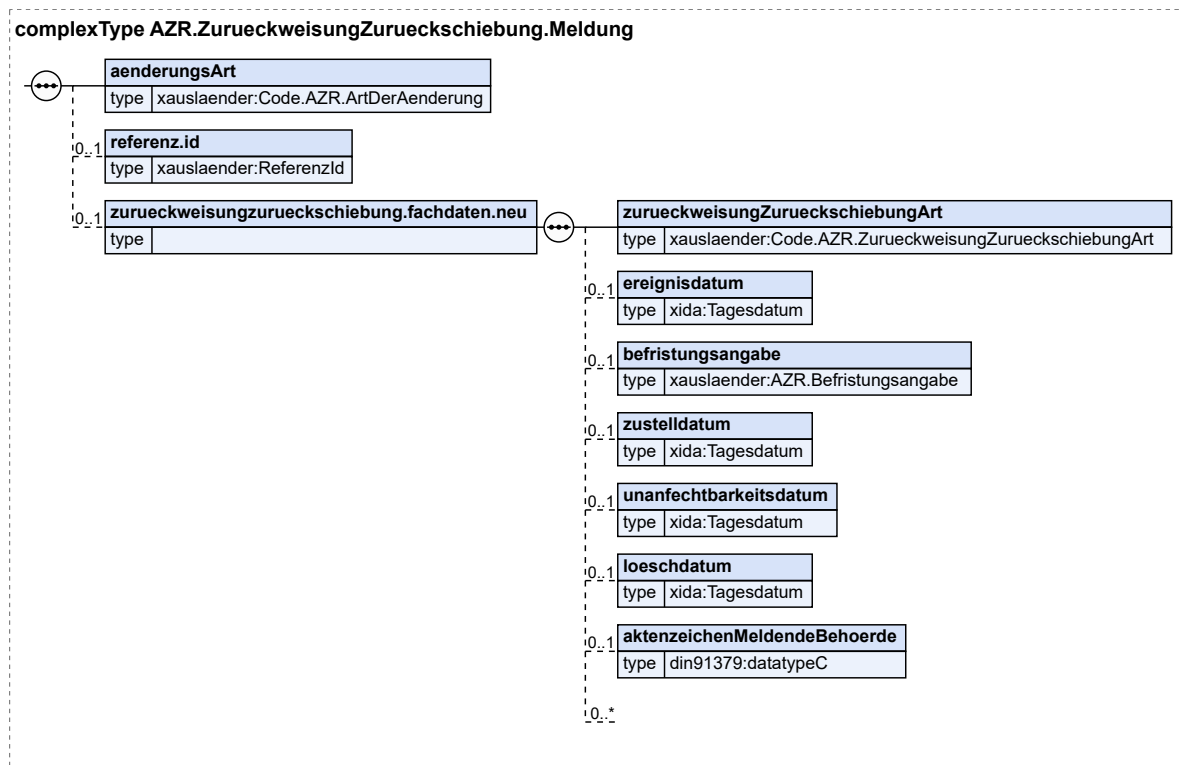 complexType AZR.ZurueckweisungZurueckschiebung.Meldung
aenderungsArt
type xauslaender:Code.AZR.ArtDerAenderung
0..1 referenz.id
type xauslaender:ReferenzId
0..1 zurueckweisungzurueckschiebung.fachdaten.neu
type
zurueckweisungZurueckschiebungArt
type xauslaender:Code.AZR.ZurueckweisungZurueckschiebungArt
0..1 ereignisdatum
type xida:Tagesdatum
0..1 befristungsangabe
type xauslaender:AZR.Befristungsangabe
0..1 zustelldatum
type xida:Tagesdatum
0..1 unanfechtbarkeitsdatum
type xida:Tagesdatum
0..1 loeschdatum
type xida:Tagesdatum
0..1 aktenzeichenMeldendeBehoerde
type din91379:datatypeC
0..*